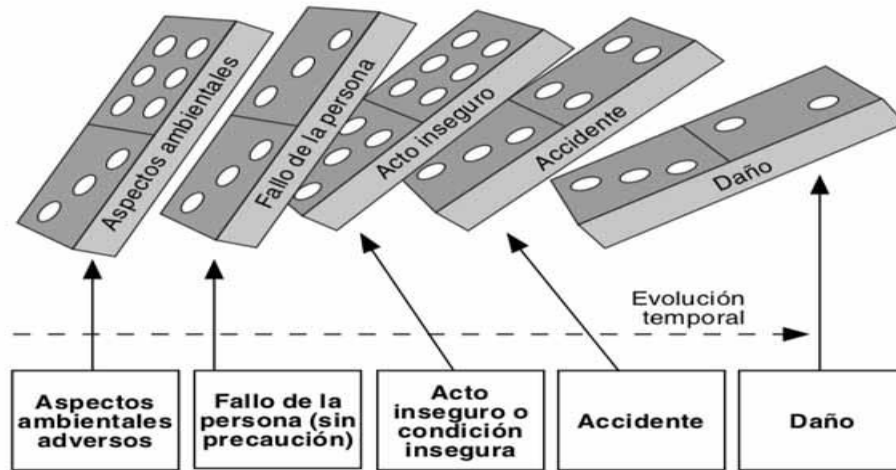 Aspectos ambientales
Fallo de la persona
Acto inseguro
Accidente
Daño
Evolución
temporal
Aspectos
ambientales
adversos
Fallo de la
persona (sin
precaución)
Acto
inseguro o
condición
insegura
Accidente
Daño